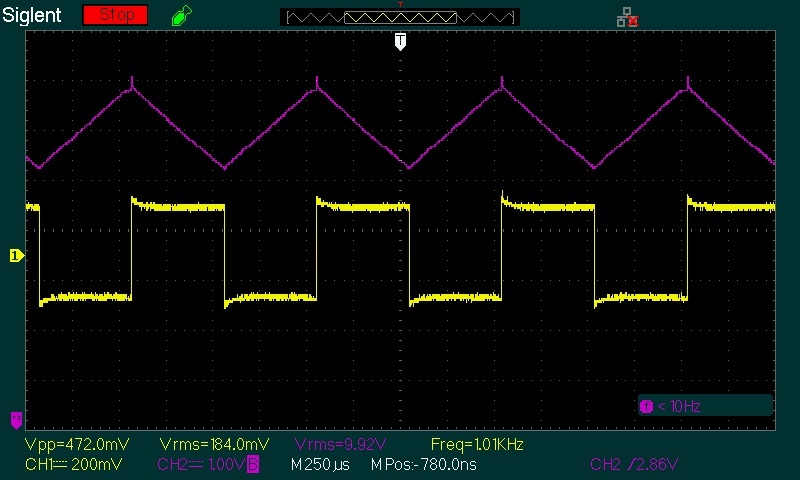 Siglent Stop T
T
1
f < 10Hz
Vpp=472.0mV Vrms=184.0mV Vrms=9.92V Freq=1.01KHz
CH1 200mV CH2 1.00V B M 250µs M Pos:-780.0ns CH2 /2.86V